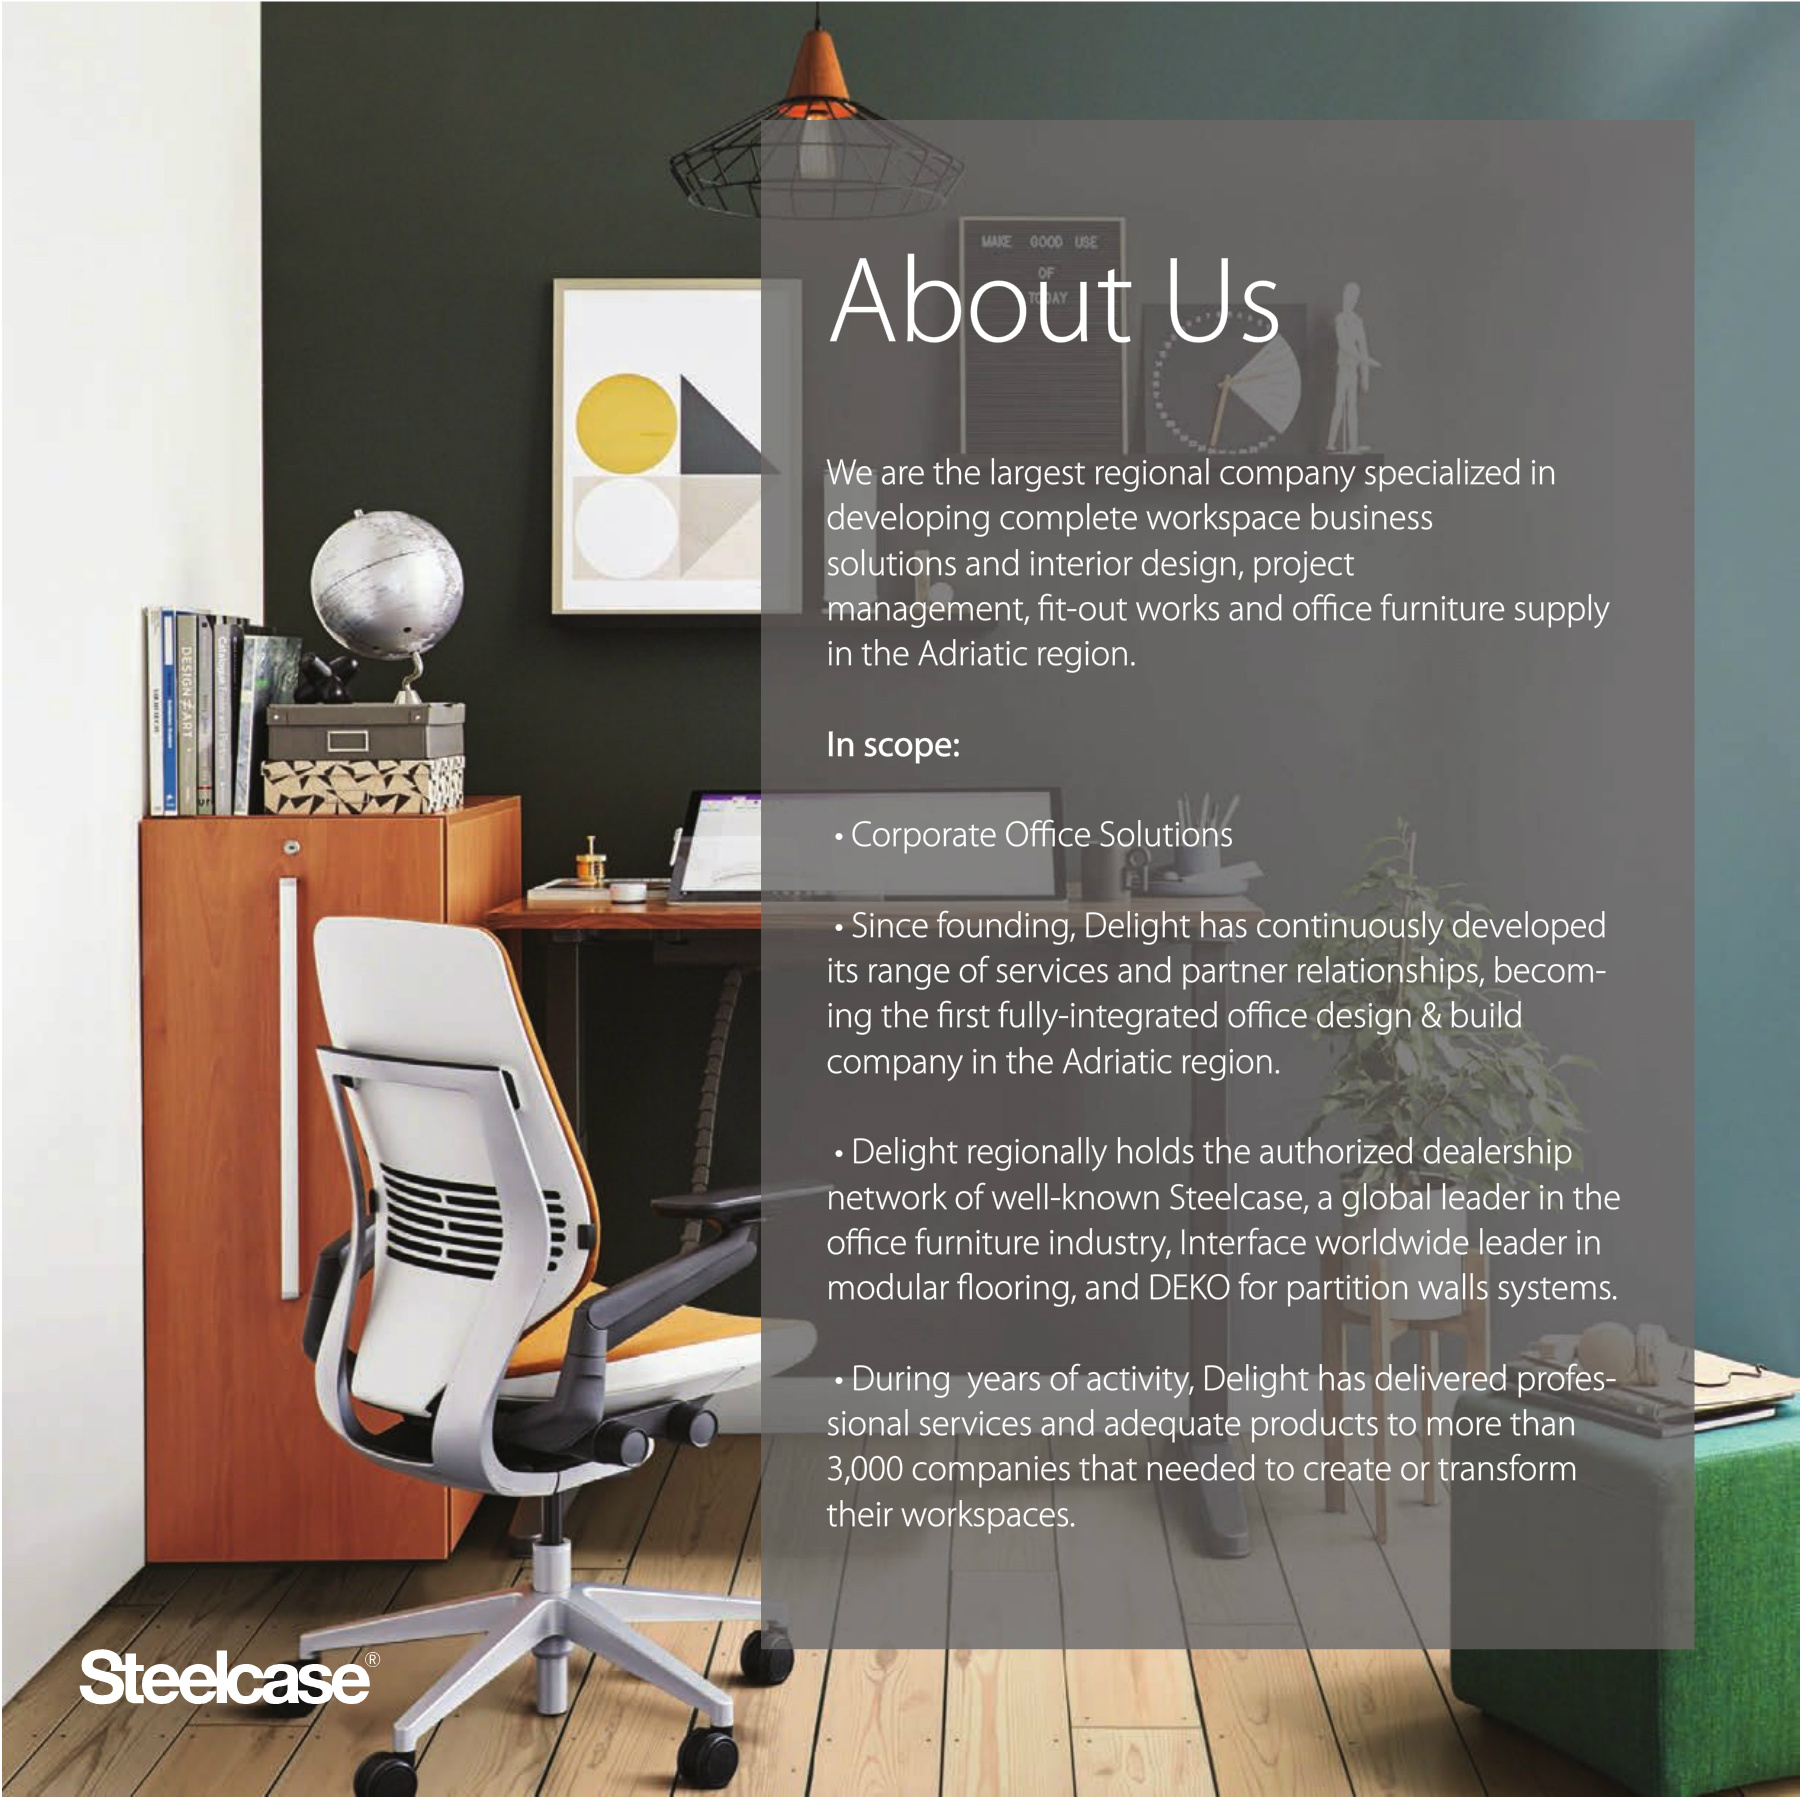 MAKE GOOD USE
OF
TODAY
About Us
We are the largest regional company specialized in
developing complete workspace business
solutions and interior design, project
management, fit-out works and office furniture supply
in the Adriatic region.
In scope:
• Corporate Office Solutions
• Since founding, Delight has continuously developed
its range of services and partner relationships, becom-
ing the first fully-integrated office design & build
company in the Adriatic region.
• Delight regionally holds the authorized dealership
network of well-known Steelcase, a global leader in the
office furniture industry, Interface worldwide leader in
modular flooring, and DEKO for partition walls systems.
• During  years of activity, Delight has delivered profes-
sional services and adequate products to more than
3,000 companies that needed to create or transform
their workspaces.
DESIGN ≠ ART
Steelcase®